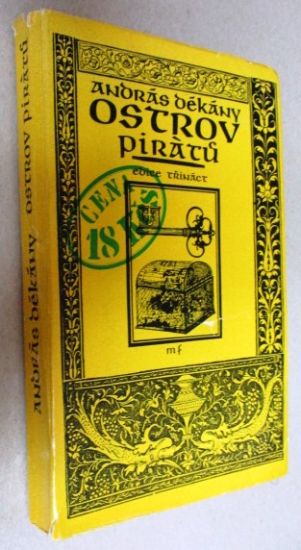 ANDRÁS DÉKÁNY
OSTROV
PIRÁTŮ
EDICE TŘINÁCT
CENA
18 KČS
mf
ANDRÁS DÉKÁNY OSTROV PIRÁTŮ